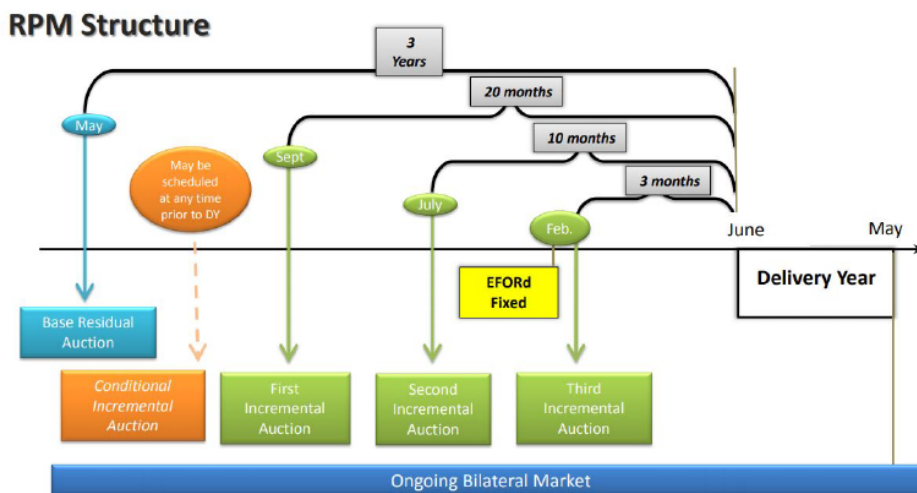 RPM Structure
3
Years
20 months
May
10 months
Sept
May be
scheduled
at any time
prior to DY
3 months
July
Feb.
June
May
EFORd
Fixed
Delivery Year
Base Residual
Auction
Conditional
Incremental
Auction
First
Incremental
Auction
Second
Incremental
Auction
Third
Incremental
Auction
Ongoing Bilateral Market